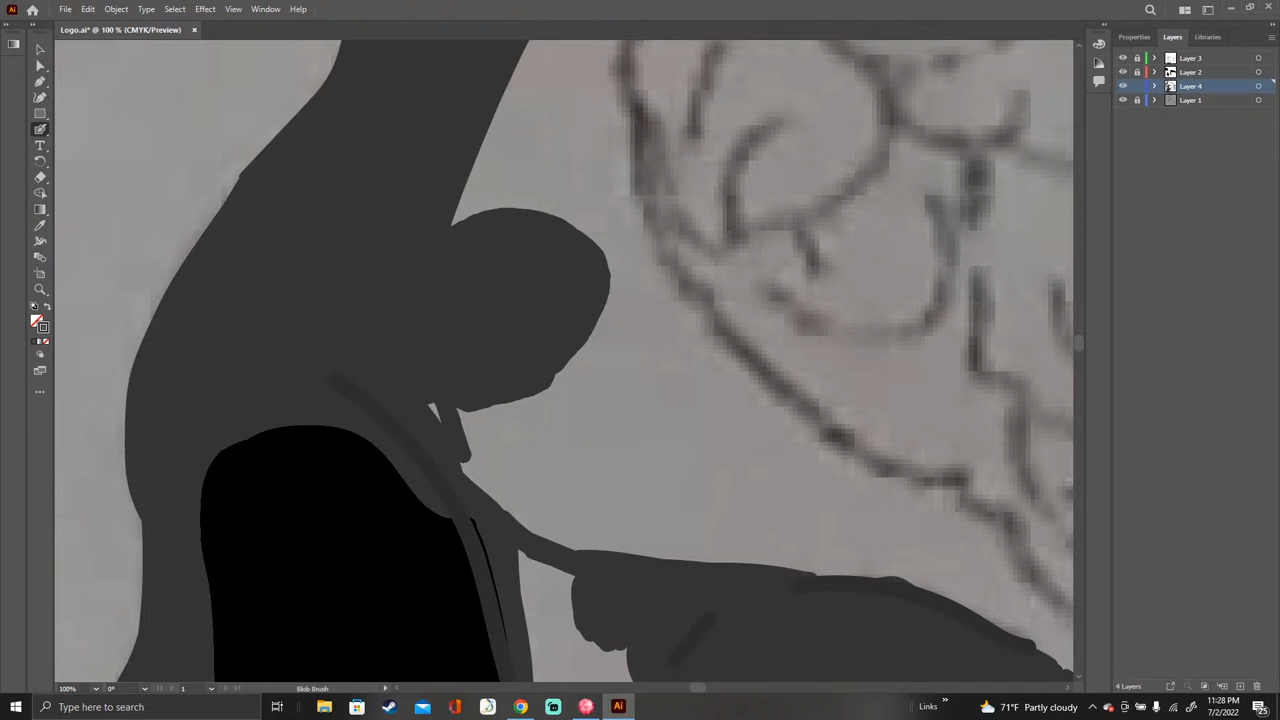 File Edit Object Type Select Effect View Window Help
Logo.ai* @ 100 % (CMYK/Preview)
Properties Layers Libraries
Layer 3
Layer 2
Layer 4
Layer 1
100% 0° 1 Blob Brush
4 Layers
Type here to search
Links
71°F Partly cloudy
11:28 PM
7/2/2022